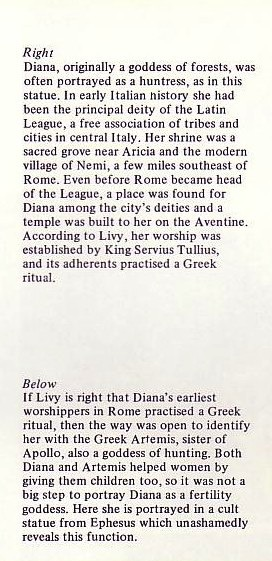 Right
Diana, originally a goddess of forests, was
often portrayed as a huntress, as in this
statue. In early Italian history she had
been the principal deity of the Latin
League, a free association of tribes and
cities in central Italy. Her shrine was a
sacred grove near Aricia and the modern
village of Nemi, a few miles southeast of
Rome. Even before Rome became head
of the League, a place was found for
Diana among the city's deities and a
temple was built to her on the Aventine.
According to Livy, her worship was
established by King Servius Tullius,
and its adherents practised a Greek
ritual.
Below
If Livy is right that Diana's earliest
worshippers in Rome practised a Greek
ritual, then the way was open to identify
her with the Greek Artemis, sister of
Apollo, also a goddess of hunting. Both
Diana and Artemis helped women by
giving them children too, so it was not a
big step to portray Diana as a fertility
goddess. Here she is portrayed in a cult
statue from Ephesus which unashamedly
reveals this function.